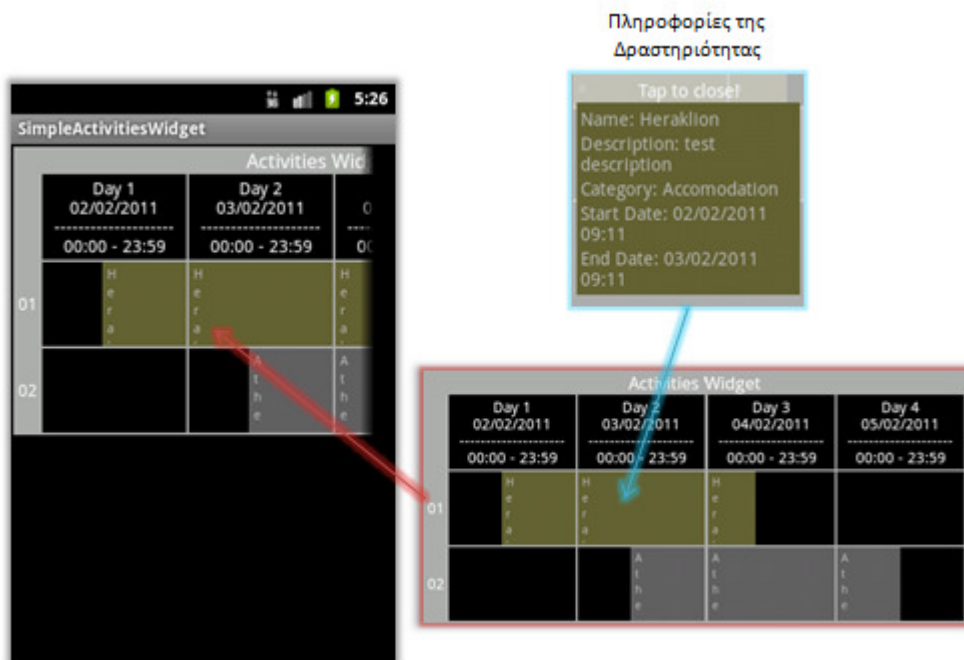 Πληροφορίες της
Δραστηριότητας
5:26
SimpleActivitiesWidget
Activities Wid
Day 1
02/02/2011
00:00 - 23:59
Day 2
03/02/2011
00:00 - 23:59
0
00
01
H
e
r
a
H
e
r
a
H
e
r
a
02
A
t
h
e
A
t
h
e
Tap to close!
Name: Heraklion
Description: test
description
Category: Accomodation
Start Date: 02/02/2011
09:11
End Date: 03/02/2011
09:11
Activities Widget
Day 1
02/02/2011
00:00 - 23:59
Day 2
03/02/2011
00:00 - 23:59
Day 3
04/02/2011
00:00 - 23:59
Day 4
05/02/2011
00:00 - 23:59
01
H
e
r
a
H
e
r
a
H
e
r
a
02
A
t
h
e
A
t
h
e
A
t
h
e